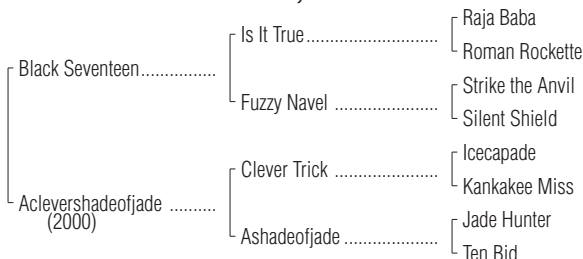 Raja Baba
Is It True
Roman Rockette
Black Seventeen
Strike the Anvil
Fuzzy Navel
Silent Shield
Icecapade
Clever Trick
Kankakee Miss
Aclevershadeofjade
(2000)
Jade Hunter
Ashadeofjade
Ten Bid